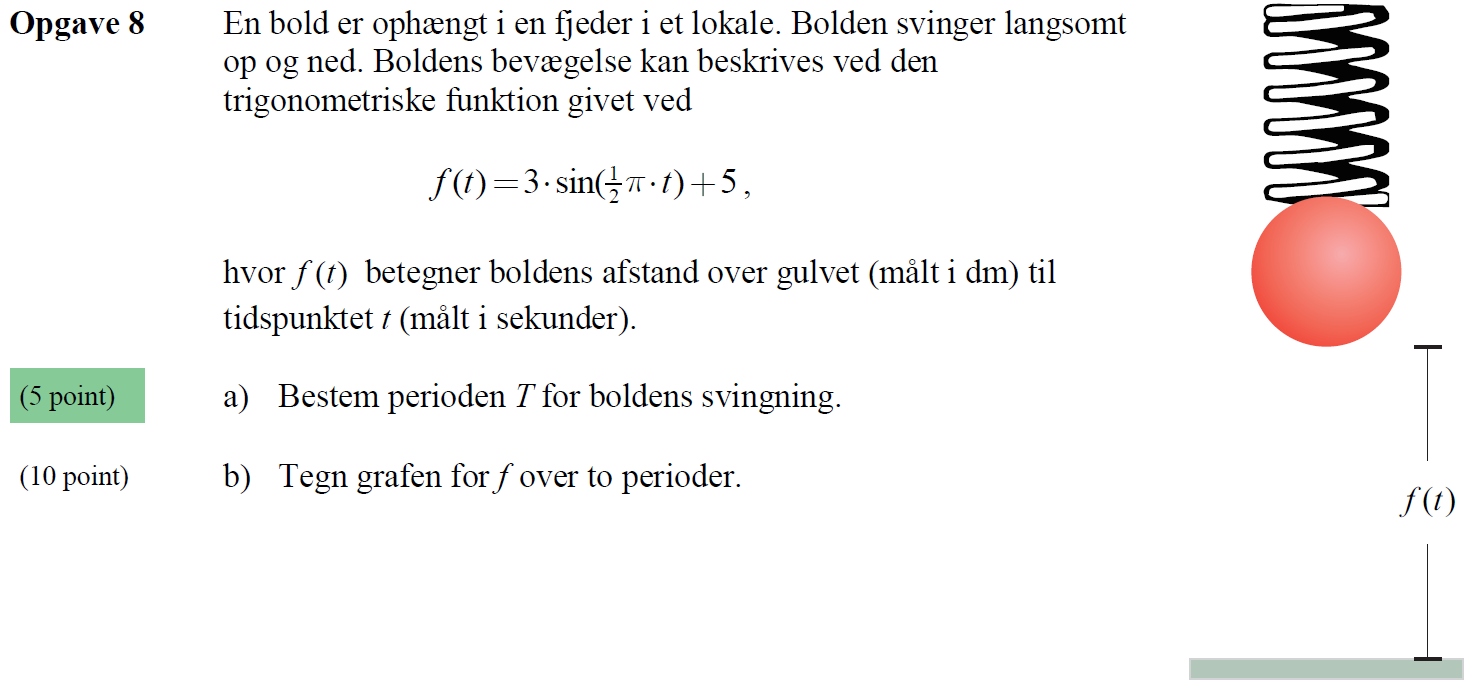 Opgave 8
En bold er ophængt i en fjeder i et lokale. Bolden svinger langsomt
op og ned. Boldens bevægelse kan beskrives ved den
trigonometriske funktion givet ved
f(t)=3·sin(½π·t)+5,
hvor f(t) betegner boldens afstand over gulvet (målt i dm) til
tidspunktet t (målt i sekunder).
(5 point) a) Bestem perioden T for boldens svingning.
(10 point) b) Tegn grafen for f over to perioder.
f(t)